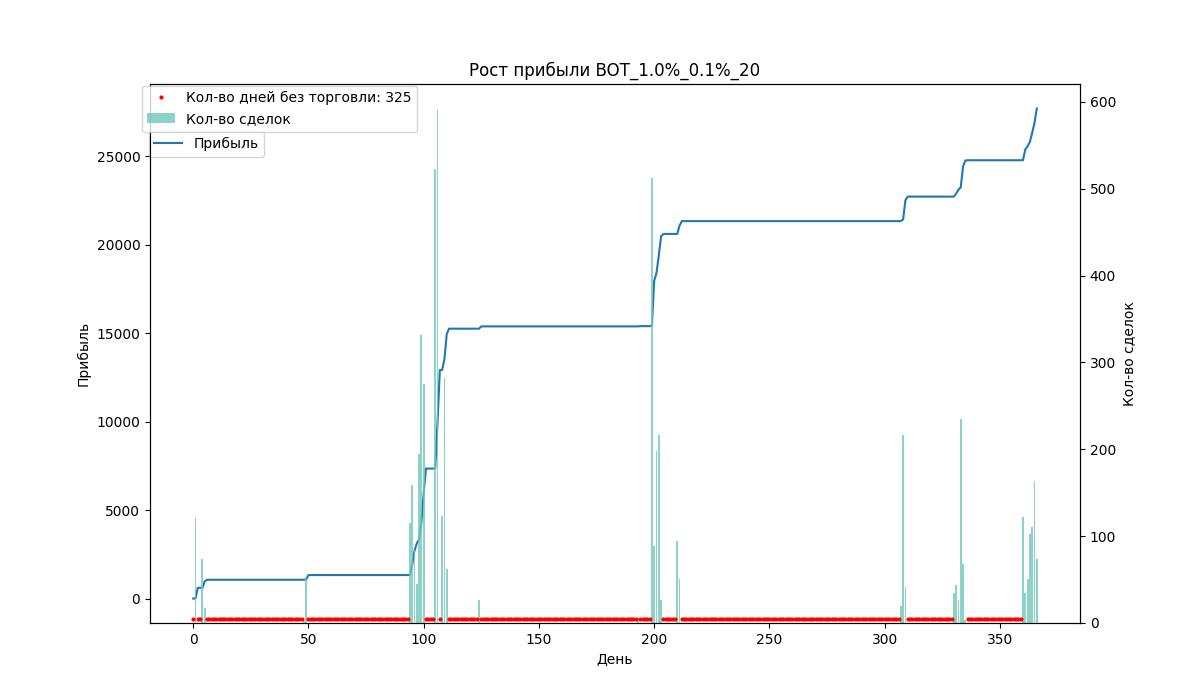 Рост прибыли BOT_1.0%_0.1%_20
Кол-во дней без торговли: 325
Кол-во сделок
Прибыль
25000
20000
15000
10000
5000
0
Прибыль
600
500
400
300
200
100
0
Кол-во сделок
0 50 100 150 200 250 300 350
День